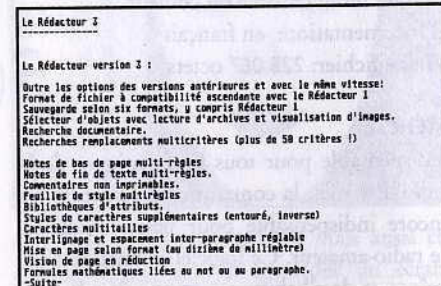 Le Rédacteur 3
--------------
Le Rédacteur version 3 :
Outre les options des versions antérieures et avec le même vitesse:
Format de fichier à compatibilité ascendante avec le Rédacteur 1
Sauvegarde selon six formats, y compris Rédacteur 1
Sélecteur d'objets avec lecture d'archives et visualisation d'images.
Recherche documentaire.
Recherches remplacements multicritères (plus de 50 critères !)
Notes de bas de page multi-règles
Notes de fin de texte multi-règles.
Commentaires non imprimables.
Feuilles de style multirègles
Bibliothèques d'attributs.
Styles de caractères supplémentaires (entouré, inverse)
Caractères multitailles
Interlignage et espacement inter-paragraphe réglable
Mise en page selon format (au dizième de millimètre)
Vision de page en réduction
Formules mathématiques liées au mot ou au paragraphe.
-Suite-